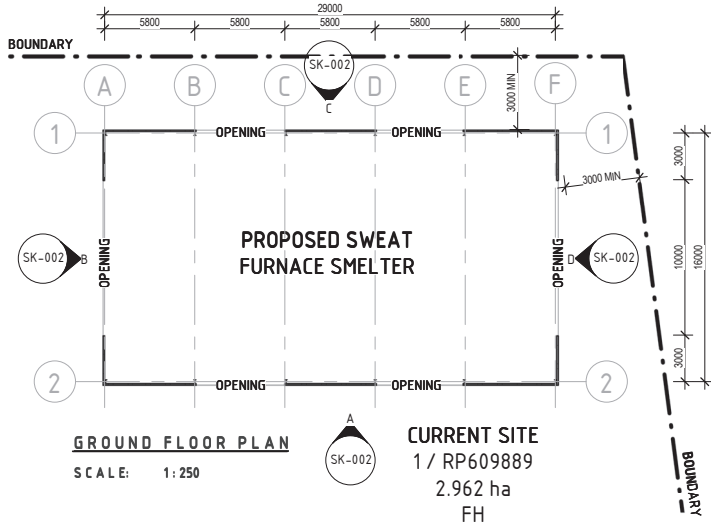 29000
5800 5800 5800 5800 5800
BOUNDARY
SK-002
C
A B C D E F
3000 MIN
1 OPENING OPENING 1
3000
3000 MIN
PROPOSED SWEAT
FURNACE SMELTER
SK-002 B
OPENING
OPENING
D SK-002
10000
16000
3000
2 OPENING OPENING 2
A
SK-002
GROUND FLOOR PLAN
SCALE: 1:250
CURRENT SITE
1 / RP609889
2.962 ha
FH
BOUNDARY